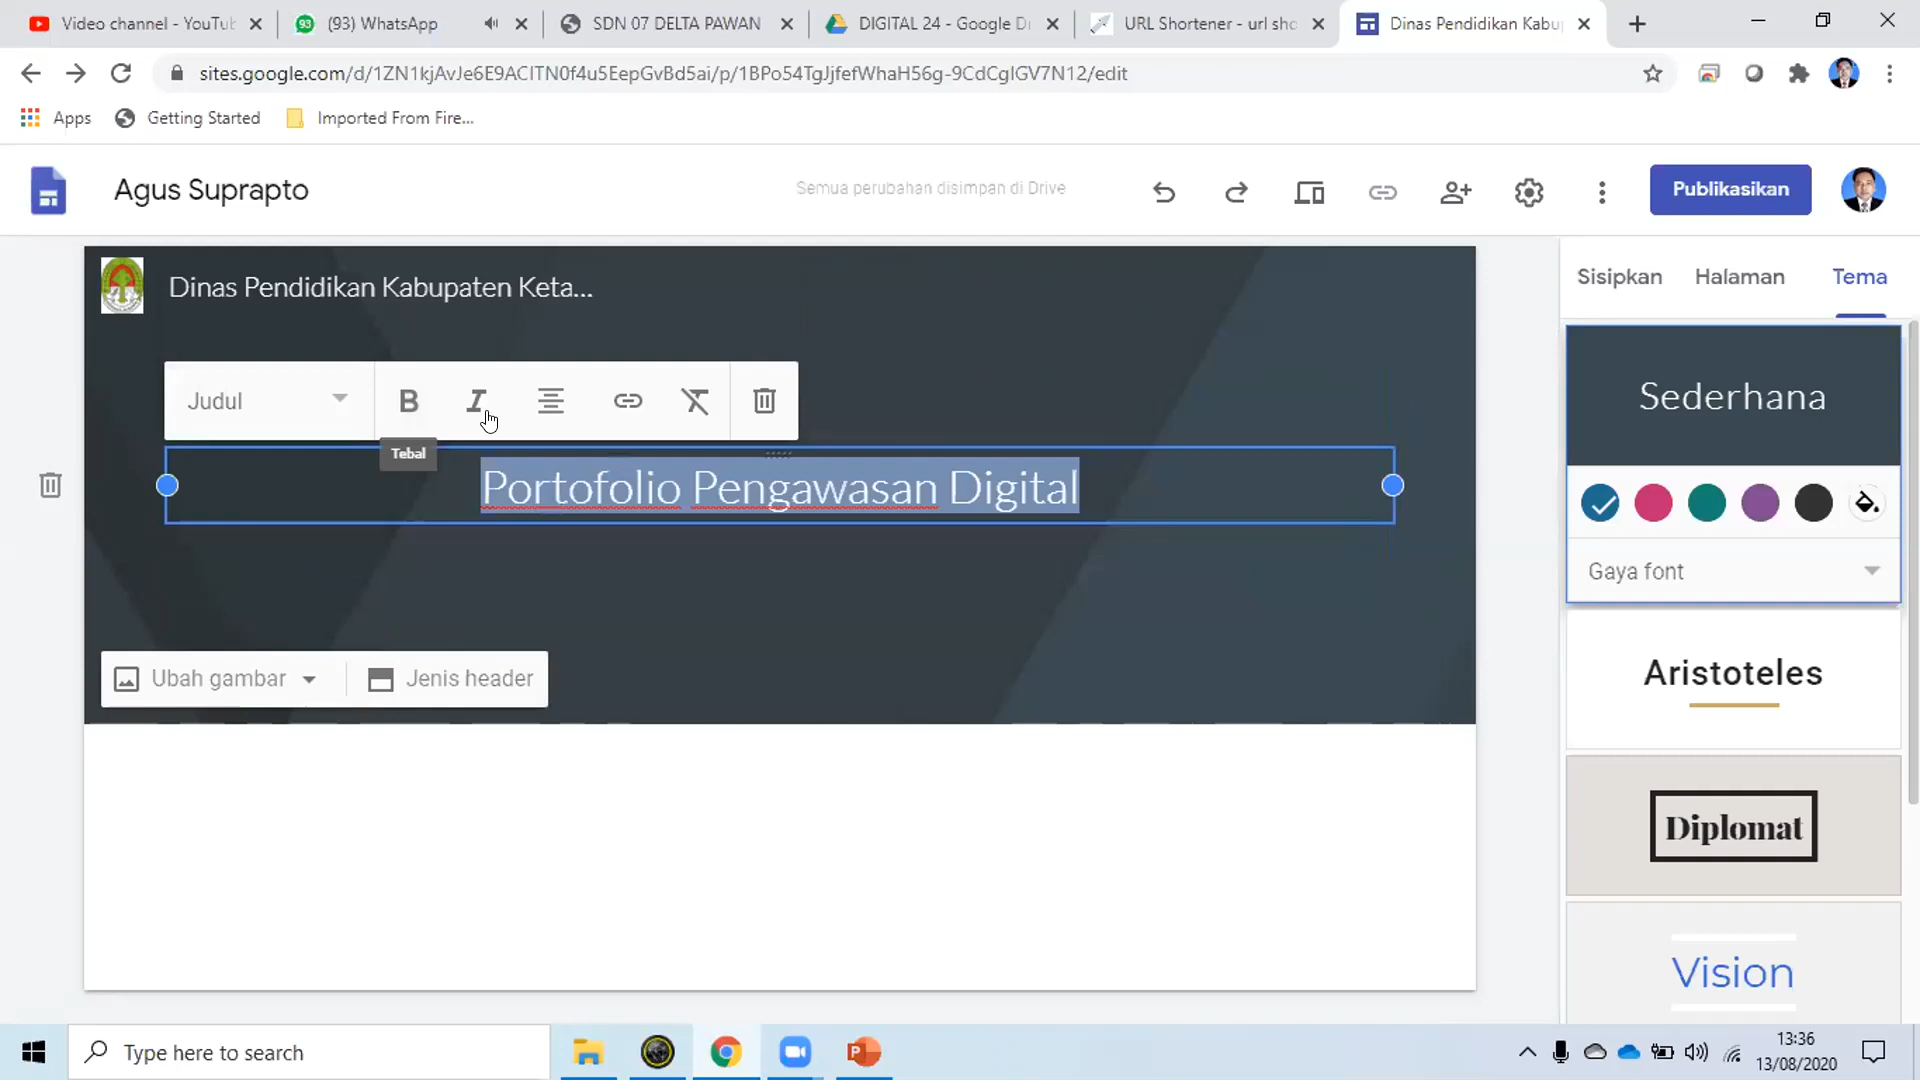 Video channel - YouTu
(93) WhatsApp
SDN 07 DELTA PAWAN
DIGITAL 24 - Google D
URL Shortener - url sho
Dinas Pendidikan Kabu
sites.google.com/d/1ZN1kjAvJe6E9ACITN0f4u5EepGvBd5ai/p/1BPo54TgJjfefWhaH56g-9CdCgIGV7N12/edit
Apps
Getting Started
Imported From Fire...
Agus Suprapto
Semua perubahan disimpan di Drive
Publikasikan
Dinas Pendidikan Kabupaten Keta...
Sisipkan
Halaman
Tema
Judul
Tebal
Portofolio Pengawasan Digital
Ubah gambar
Jenis header
Sederhana
Gaya font
Aristoteles
Diplomat
Vision
Type here to search
13:36
13/08/2020